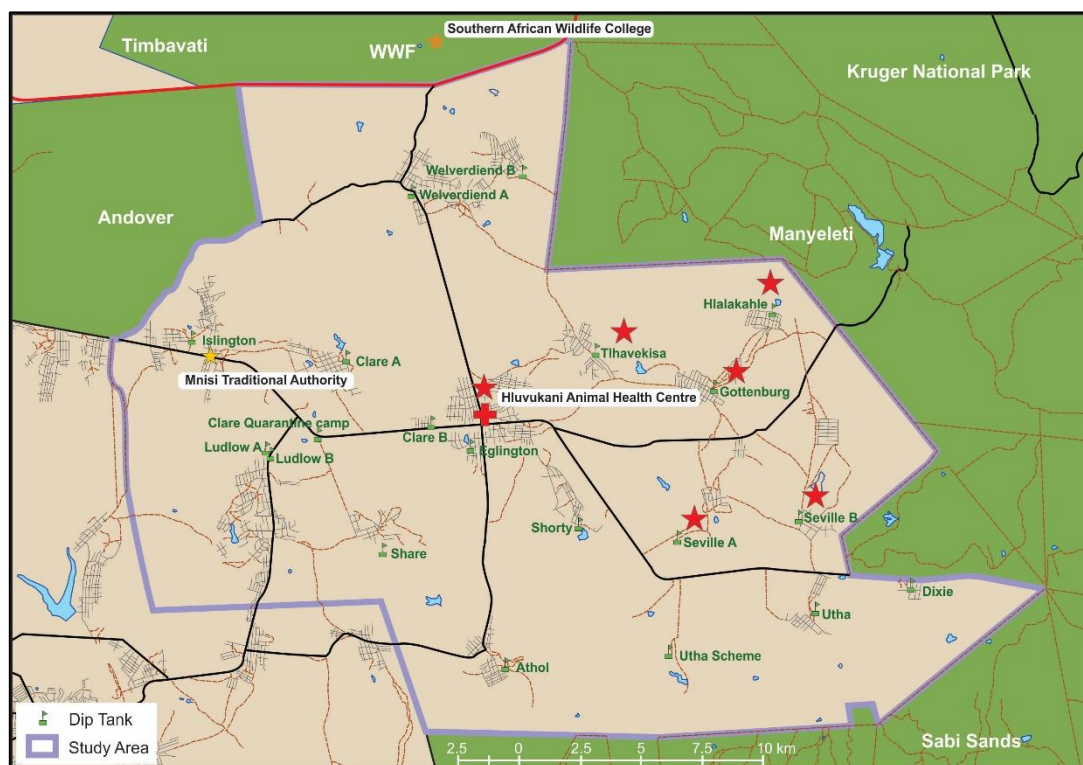 Southern African Wildlife College
Timbavati
WWF
Kruger National Park
Welverdiend B
Welverdiend A
Andover
Manyeleti
Hlalakahle
Islington
Tlhavekisa
Clare A
Mnisi Traditional Authority
Gottenburg
Hluvukani Animal Health Centre
Clare Quarantine camp
Clare B
Ludlow A
Ludlow B
Eglington
Seville B
Shorty
Seville A
Share
Dixie
Utha
Utha Scheme
Athol
Dip Tank
Study Area
Sabi Sands
2.5 0 2.5 5 7.5 10 km